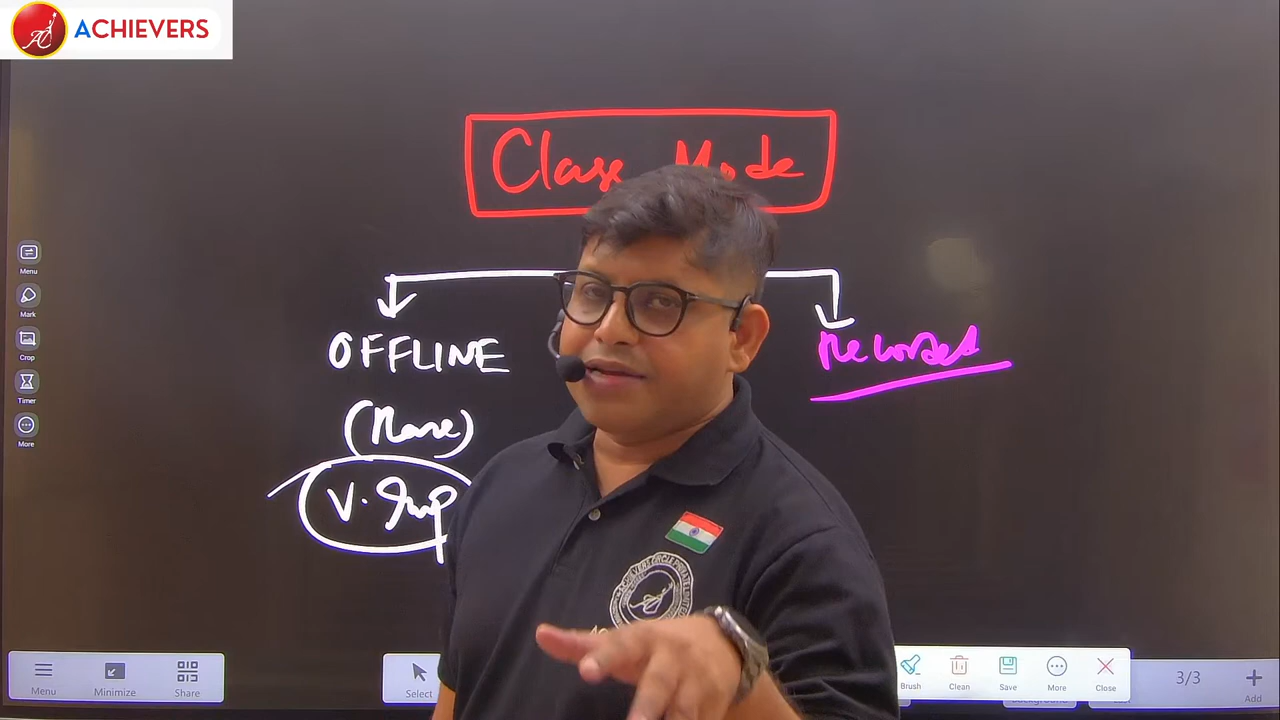 ACHIEVERS
Class Mode
OFFLINE
Recorded
V. Imp
Menu
Mark
Crop
Timer
More
Menu
Minimize
Share
Select
Brush
Clean
Save
More
Close
3/3
Add